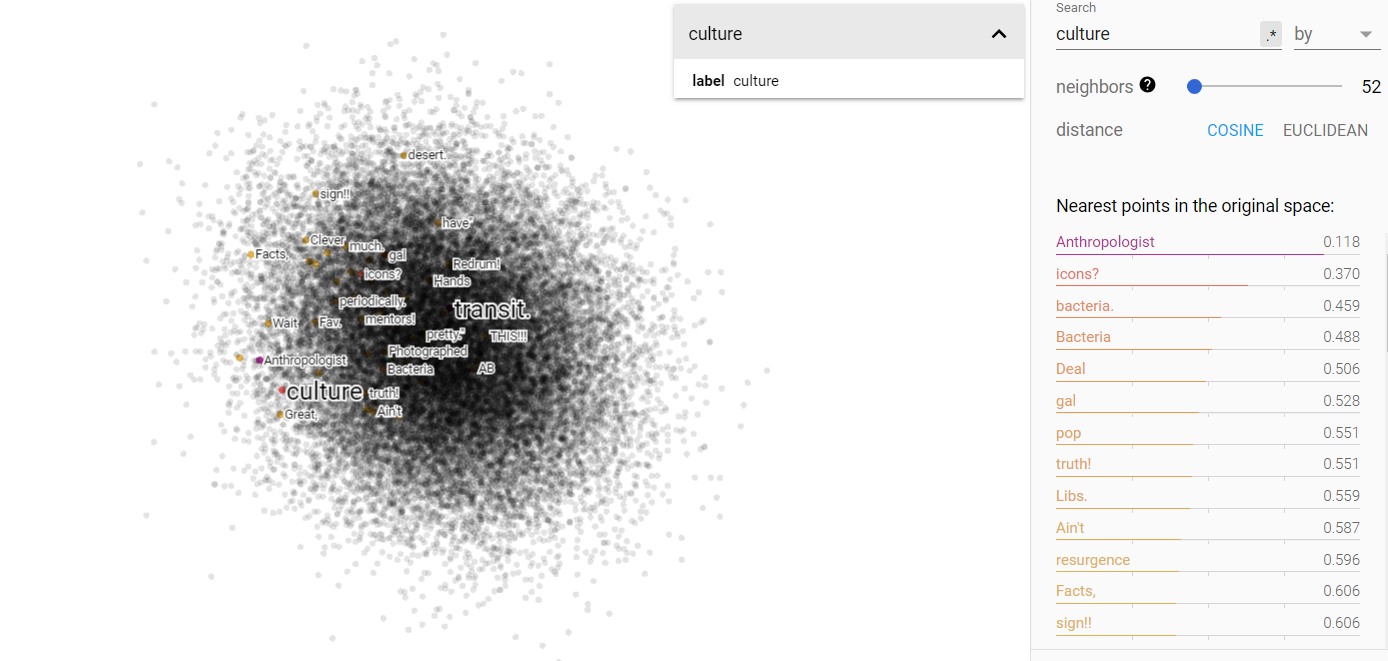 culture
label culture
desert.
sign!!
have"
Clever
much.
gal
Facts,
Redrum!
icons?
Hands
periodically.
transit.
mentors!
Wait
Fav.
pretty."
THIS!!!
Photographed
Anthropologist
Bacteria
AB
culture
truth!
Great,
Ain't
Search
culture
.*
by
neighbors ? 52
distance COSINE EUCLIDEAN
Nearest points in the original space:
Anthropologist 0.118
icons? 0.370
bacteria. 0.459
Bacteria 0.488
Deal 0.506
gal 0.528
pop 0.551
truth! 0.551
Libs. 0.559
Ain't 0.587
resurgence 0.596
Facts, 0.606
sign!! 0.606